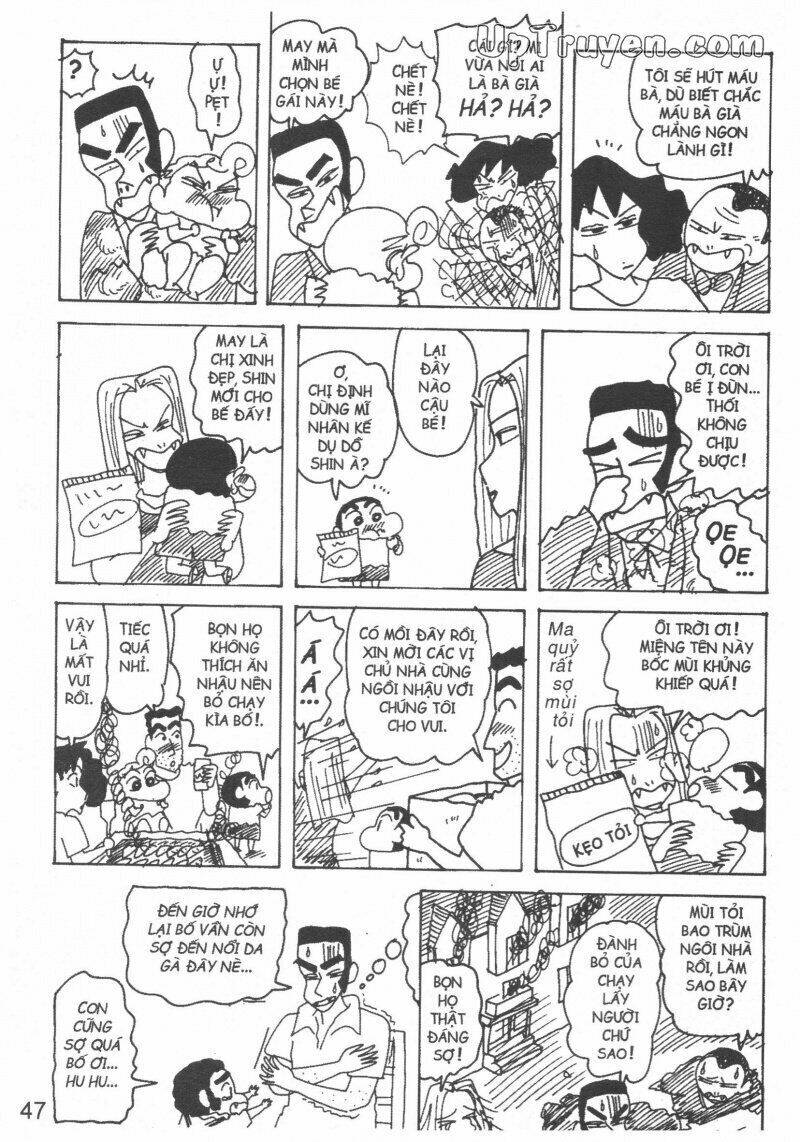 UpTruyen.com
TÔI SẼ HÚT MÁU
BÀ, DÙ BIẾT CHẮC
MÁU BÀ GIÀ
CHẲNG NGON
LÀNH GÌ!
CÁI GÌ? MI
VỪA NÓI AI
LÀ BÀ GIÀ
HẢ? HẢ?
CHẾT
NÈ!
CHẾT
NÈ!
MAY MÀ
MÌNH
CHỌN BÉ
GÁI NÀY!
Ự
Ự!
PẸT
!
?
ÔI TRỜI
ƠI, CON
BÉ Ị ĐÙN...
THỐI
KHÔNG
CHỊU
ĐƯỢC!
ỌE
ỌE
...
LẠI
ĐÂY
NÀO
CẬU
BÉ!
Ơ,
CHỊ ĐỊNH
DÙNG MĨ
NHÂN KẾ
DỤ DỖ
SHIN À?
MAY LÀ
CHỊ XINH
ĐẸP, SHIN
MỚI CHO
BẾ ĐẤY!
ÔI TRỜI ƠI!
MIỆNG TÊN NÀY
BỐC MÙI KHỦNG
KHIẾP QUÁ!
Ma
quỷ
rất
sợ
mùi
tỏi
KẸO TỎI
CÓ MỒI ĐÂY RỒI,
XIN MỜI CÁC VỊ
CHỦ NHÀ CÙNG
NGỒI NHẬU VỚI
CHÚNG TÔI
CHO VUI.
Á
Á...
BỌN HỌ
KHÔNG
THÍCH ĂN
NHẬU NÊN
BỎ CHẠY
KÌA BỐ!.
TIẾC
QUÁ
NHỈ.
VẬY
LÀ
MẤT
VUI
RỒI.
MÙI TỎI
BAO TRÙM
NGÔI NHÀ
RỒI, LÀM
SAO BÂY
GIỜ?
ĐÀNH
BỎ CỦA
CHẠY
LẤY
NGƯỜI
CHỨ
SAO!
BỌN
HỌ
THẬT
ĐÁNG
SỢ!
ĐẾN GIỜ NHỚ
LẠI BỐ VẪN CÒN
SỢ ĐẾN NỔI DA
GÀ ĐÂY NÈ...
CON
CŨNG
SỢ QUÁ
BỐ ƠI...
HU HU...
47